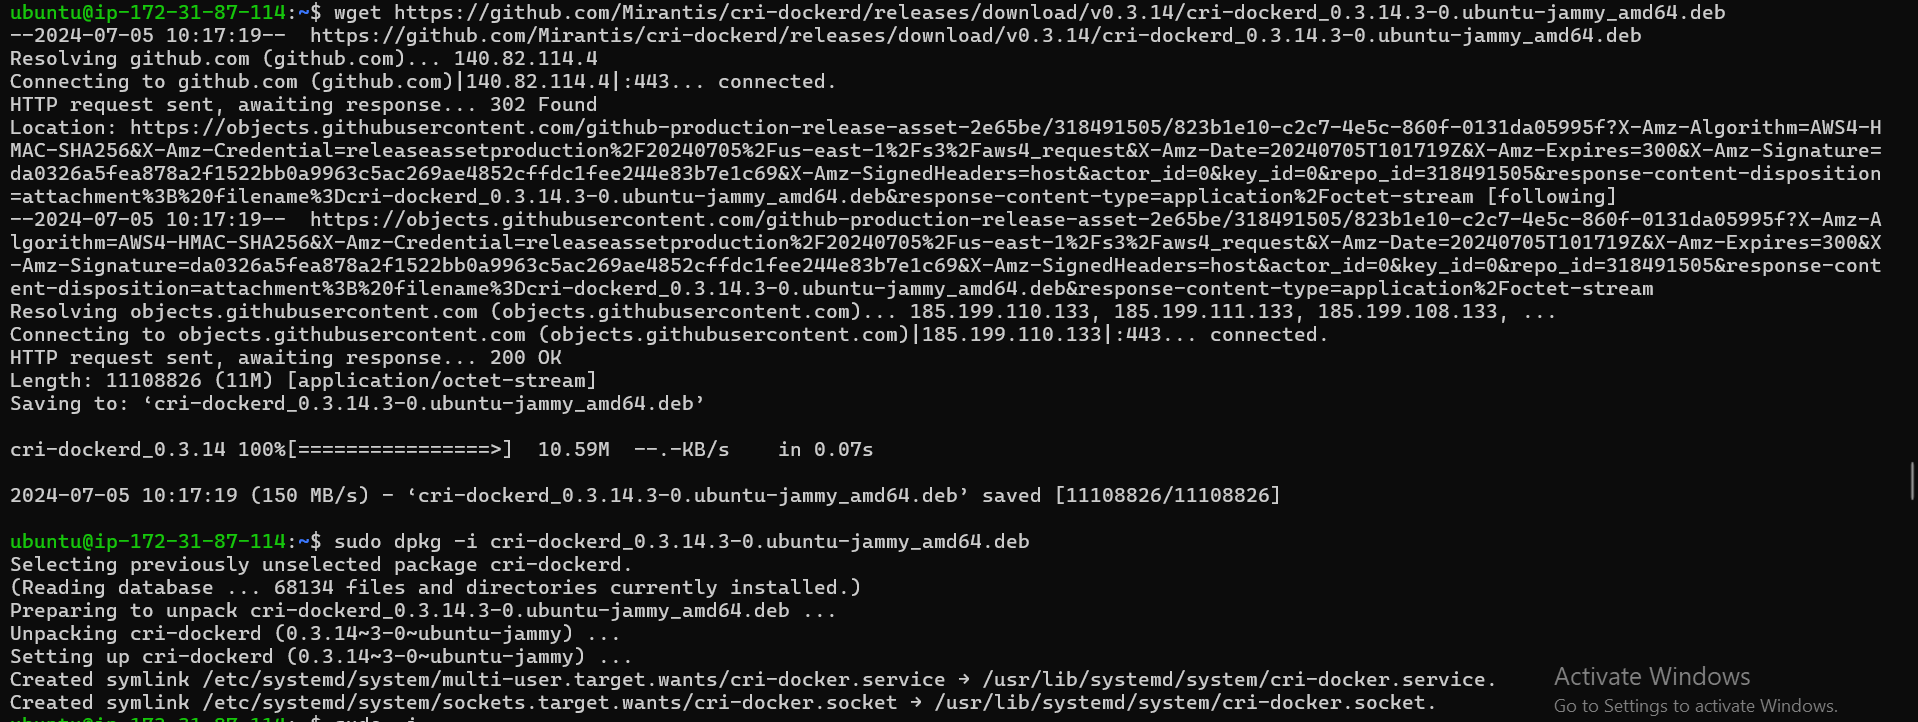 ubuntu@ip-172-31-87-114:~$ wget https://github.com/Mirantis/cri-dockerd/releases/download/v0.3.14/cri-dockerd_0.3.14.3-0.ubuntu-jammy_amd64.deb
--2024-07-05 10:17:19--  https://github.com/Mirantis/cri-dockerd/releases/download/v0.3.14/cri-dockerd_0.3.14.3-0.ubuntu-jammy_amd64.deb
Resolving github.com (github.com)... 140.82.114.4
Connecting to github.com (github.com)|140.82.114.4|:443... connected.
HTTP request sent, awaiting response... 302 Found
Location: https://objects.githubusercontent.com/github-production-release-asset-2e65be/318491505/823b1e10-c2c7-4e5c-860f-0131da05995f?X-Amz-Algorithm=AWS4-H
MAC-SHA256&X-Amz-Credential=releaseassetproduction%2F20240705%2Fus-east-1%2Fs3%2Faws4_request&X-Amz-Date=20240705T101719Z&X-Amz-Expires=300&X-Amz-Signature=
da0326a5fea878a2f1522bb0a9963c5ac269ae4852cffdc1fee244e83b7e1c69&X-Amz-SignedHeaders=host&actor_id=0&key_id=0&repo_id=318491505&response-content-disposition
=attachment%3B%20filename%3Dcri-dockerd_0.3.14.3-0.ubuntu-jammy_amd64.deb&response-content-type=application%2Foctet-stream [following]
--2024-07-05 10:17:19--  https://objects.githubusercontent.com/github-production-release-asset-2e65be/318491505/823b1e10-c2c7-4e5c-860f-0131da05995f?X-Amz-A
lgorithm=AWS4-HMAC-SHA256&X-Amz-Credential=releaseassetproduction%2F20240705%2Fus-east-1%2Fs3%2Faws4_request&X-Amz-Date=20240705T101719Z&X-Amz-Expires=300&X
-Amz-Signature=da0326a5fea878a2f1522bb0a9963c5ac269ae4852cffdc1fee244e83b7e1c69&X-Amz-SignedHeaders=host&actor_id=0&key_id=0&repo_id=318491505&response-cont
ent-disposition=attachment%3B%20filename%3Dcri-dockerd_0.3.14.3-0.ubuntu-jammy_amd64.deb&response-content-type=application%2Foctet-stream
Resolving objects.githubusercontent.com (objects.githubusercontent.com)... 185.199.110.133, 185.199.111.133, 185.199.108.133, ...
Connecting to objects.githubusercontent.com (objects.githubusercontent.com)|185.199.110.133|:443... connected.
HTTP request sent, awaiting response... 200 OK
Length: 11108826 (11M) [application/octet-stream]
Saving to: ‘cri-dockerd_0.3.14.3-0.ubuntu-jammy_amd64.deb’
cri-dockerd_0.3.14 100%[================>]  10.59M  --.-KB/s    in 0.07s
2024-07-05 10:17:19 (150 MB/s) - ‘cri-dockerd_0.3.14.3-0.ubuntu-jammy_amd64.deb’ saved [11108826/11108826]
ubuntu@ip-172-31-87-114:~$ sudo dpkg -i cri-dockerd_0.3.14.3-0.ubuntu-jammy_amd64.deb
Selecting previously unselected package cri-dockerd.
(Reading database ... 68134 files and directories currently installed.)
Preparing to unpack cri-dockerd_0.3.14.3-0.ubuntu-jammy_amd64.deb ...
Unpacking cri-dockerd (0.3.14~3-0~ubuntu-jammy) ...
Setting up cri-dockerd (0.3.14~3-0~ubuntu-jammy) ...
Created symlink /etc/systemd/system/multi-user.target.wants/cri-docker.service → /usr/lib/systemd/system/cri-docker.service.
Created symlink /etc/systemd/system/sockets.target.wants/cri-docker.socket → /usr/lib/systemd/system/cri-docker.socket.
ubuntu@ip-172-31-87-114:~$ sudo -i
Activate Windows
Go to Settings to activate Windows.